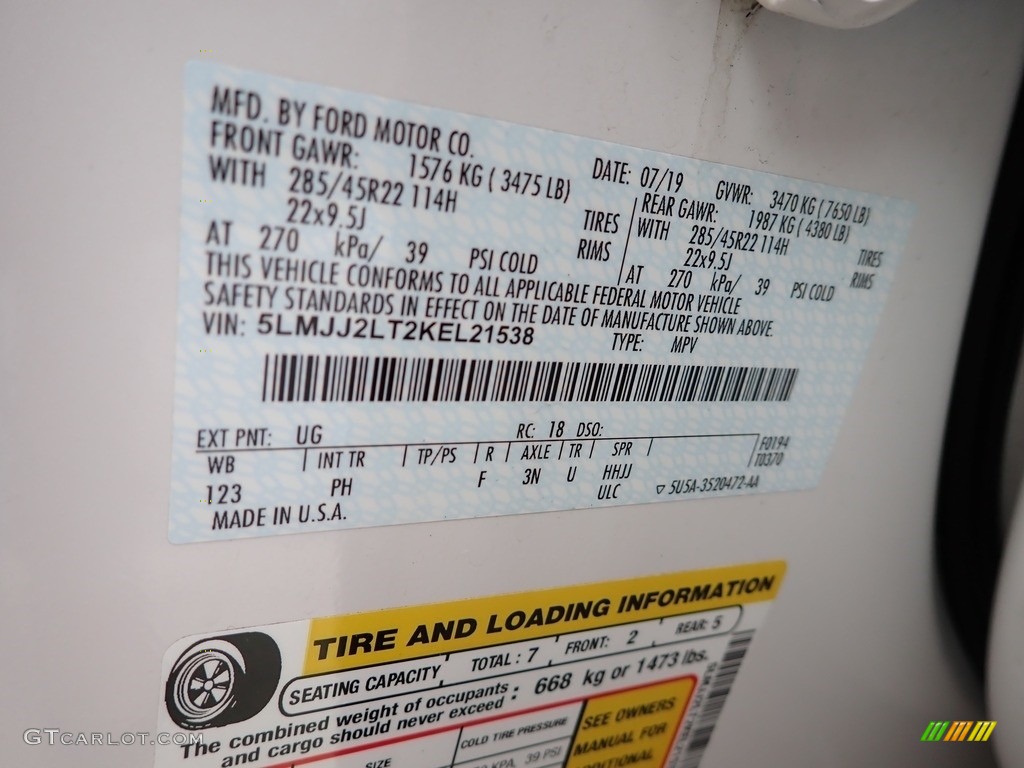 MFD. BY FORD MOTOR CO.
DATE: 07/19 GVWR: 3470 KG ( 7650 LB)
FRONT GAWR: 1576 KG ( 3475 LB)
REAR GAWR: 1987 KG ( 4380 LB)
WITH 285/45R22 114H TIRES
WITH 285/45R22 114H TIRES
22x9.5J RIMS
22x9.5J RIMS
AT 270 kPa/ 39 PSI COLD
AT 270 kPa/ 39 PSI COLD
THIS VEHICLE CONFORMS TO ALL APPLICABLE FEDERAL MOTOR VEHICLE
SAFETY STANDARDS IN EFFECT ON THE DATE OF MANUFACTURE SHOWN ABOVE.
VIN: 5LMJJ2LT2KEL21538
TYPE: MPV
EXT PNT: UG RC: 18 DSO:
WB INT TR TP/PS R AXLE TR SPR
F0194
T0370
123 PH F 3N U HHJJ
ULC
5U5A-3520472-AA
MADE IN U.S.A.
TIRE AND LOADING INFORMATION
SEATING CAPACITY TOTAL : 7 FRONT: 2 REAR: 5
The combined weight of occupants
and cargo should never exceed : 668 kg or 1473 lbs.
SIZE COLD TIRE PRESSURE
KPA, 39 PSI
SEE OWNERS
MANUAL FOR
ADDITIONAL
GTCARLOT.COM